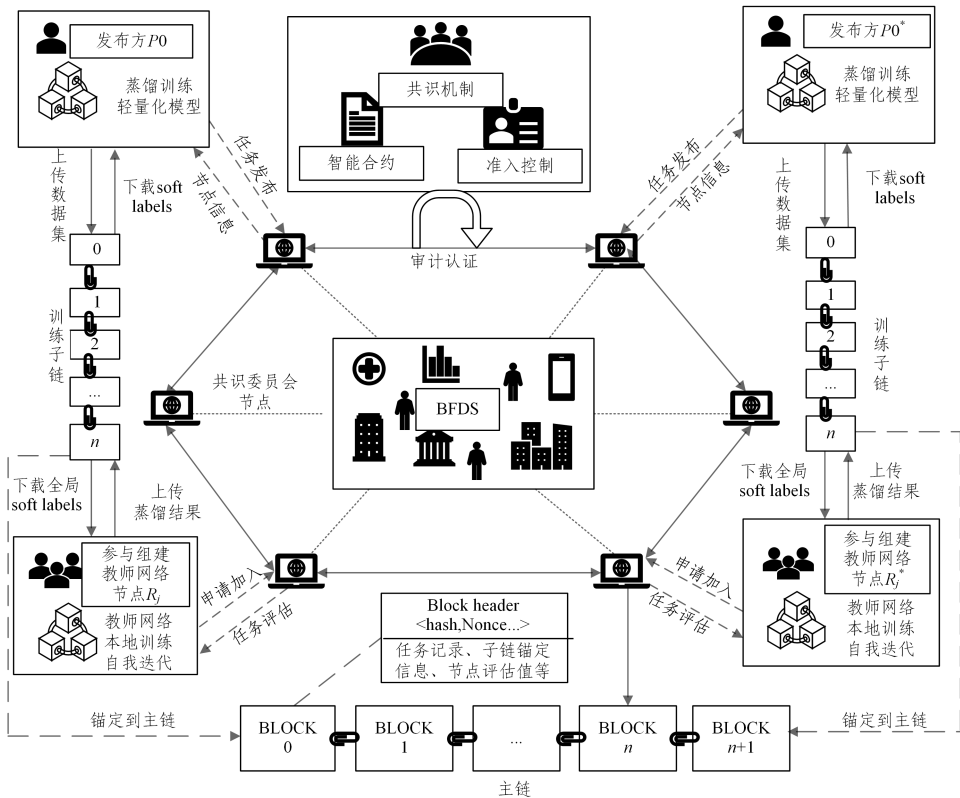 发布方P0
蒸馏训练
轻量化模型
共识机制
智能合约
准入控制
发布方P0*
蒸馏训练
轻量化模型
上传数据集
下载soft
labels
任务发布
节点信息
审计认证
任务发布
节点信息
上传数据集
下载soft
labels
0
1
2
...
n
训练子链
共识委员会
节点
BFDS
0
1
2
...
n
训练子链
下载全局
soft labels
上传
蒸馏结果
下载全局
soft labels
上传
蒸馏结果
参与组建
教师网络
节点Rj
教师网络
本地训练
自我迭代
申请加入
任务评估
Block header
<hash,Nonce...>
任务记录、子链锚定
信息、节点评估值等
申请加入
任务评估
参与组建
教师网络
节点Rj*
教师网络
本地训练
自我迭代
锚定到主链
BLOCK
0
BLOCK
1
...
BLOCK
n
BLOCK
n+1
锚定到主链
主链